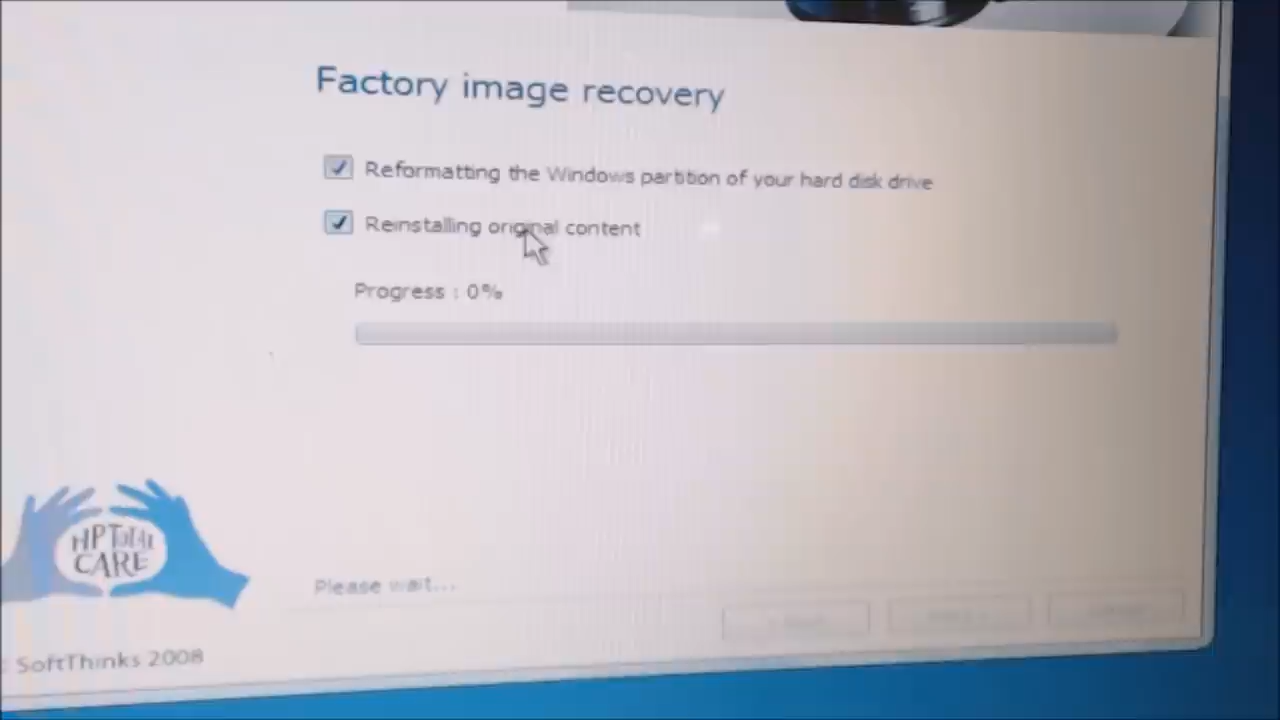 Factory image recovery
Reformatting the Windows partition of your hard disk drive
Reinstalling original content
Progress : 0%
HP Total
CARE
Please wait...
SoftThinks 2008